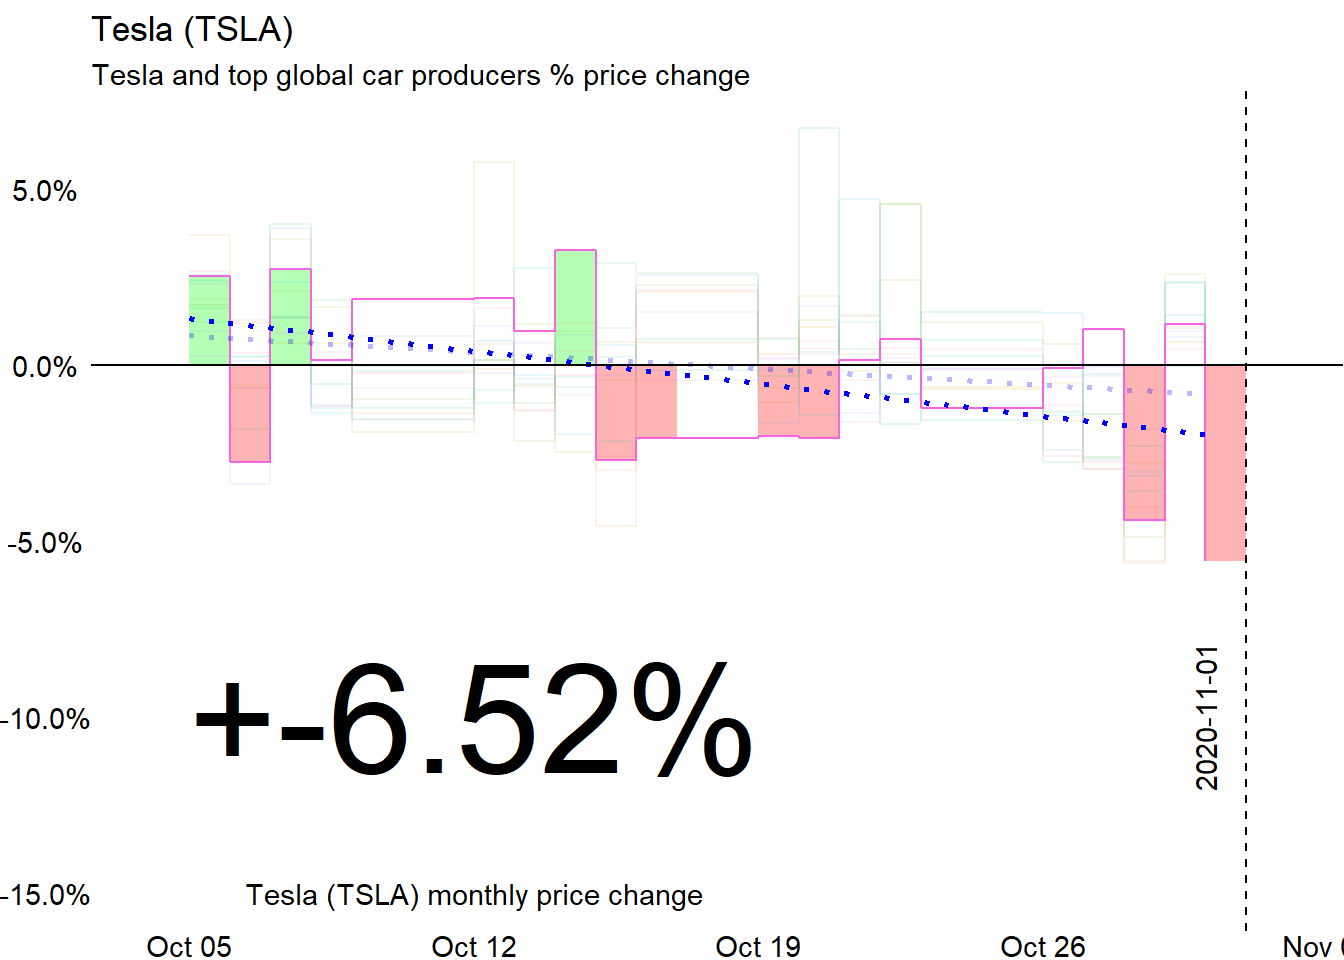 Tesla (TSLA)
Tesla and top global car producers % price change
5.0%
0.0%
-5.0%
-10.0%
-15.0%
+-6.52%
Tesla (TSLA) monthly price change
2020-11-01
Oct 05 Oct 12 Oct 19 Oct 26 Nov